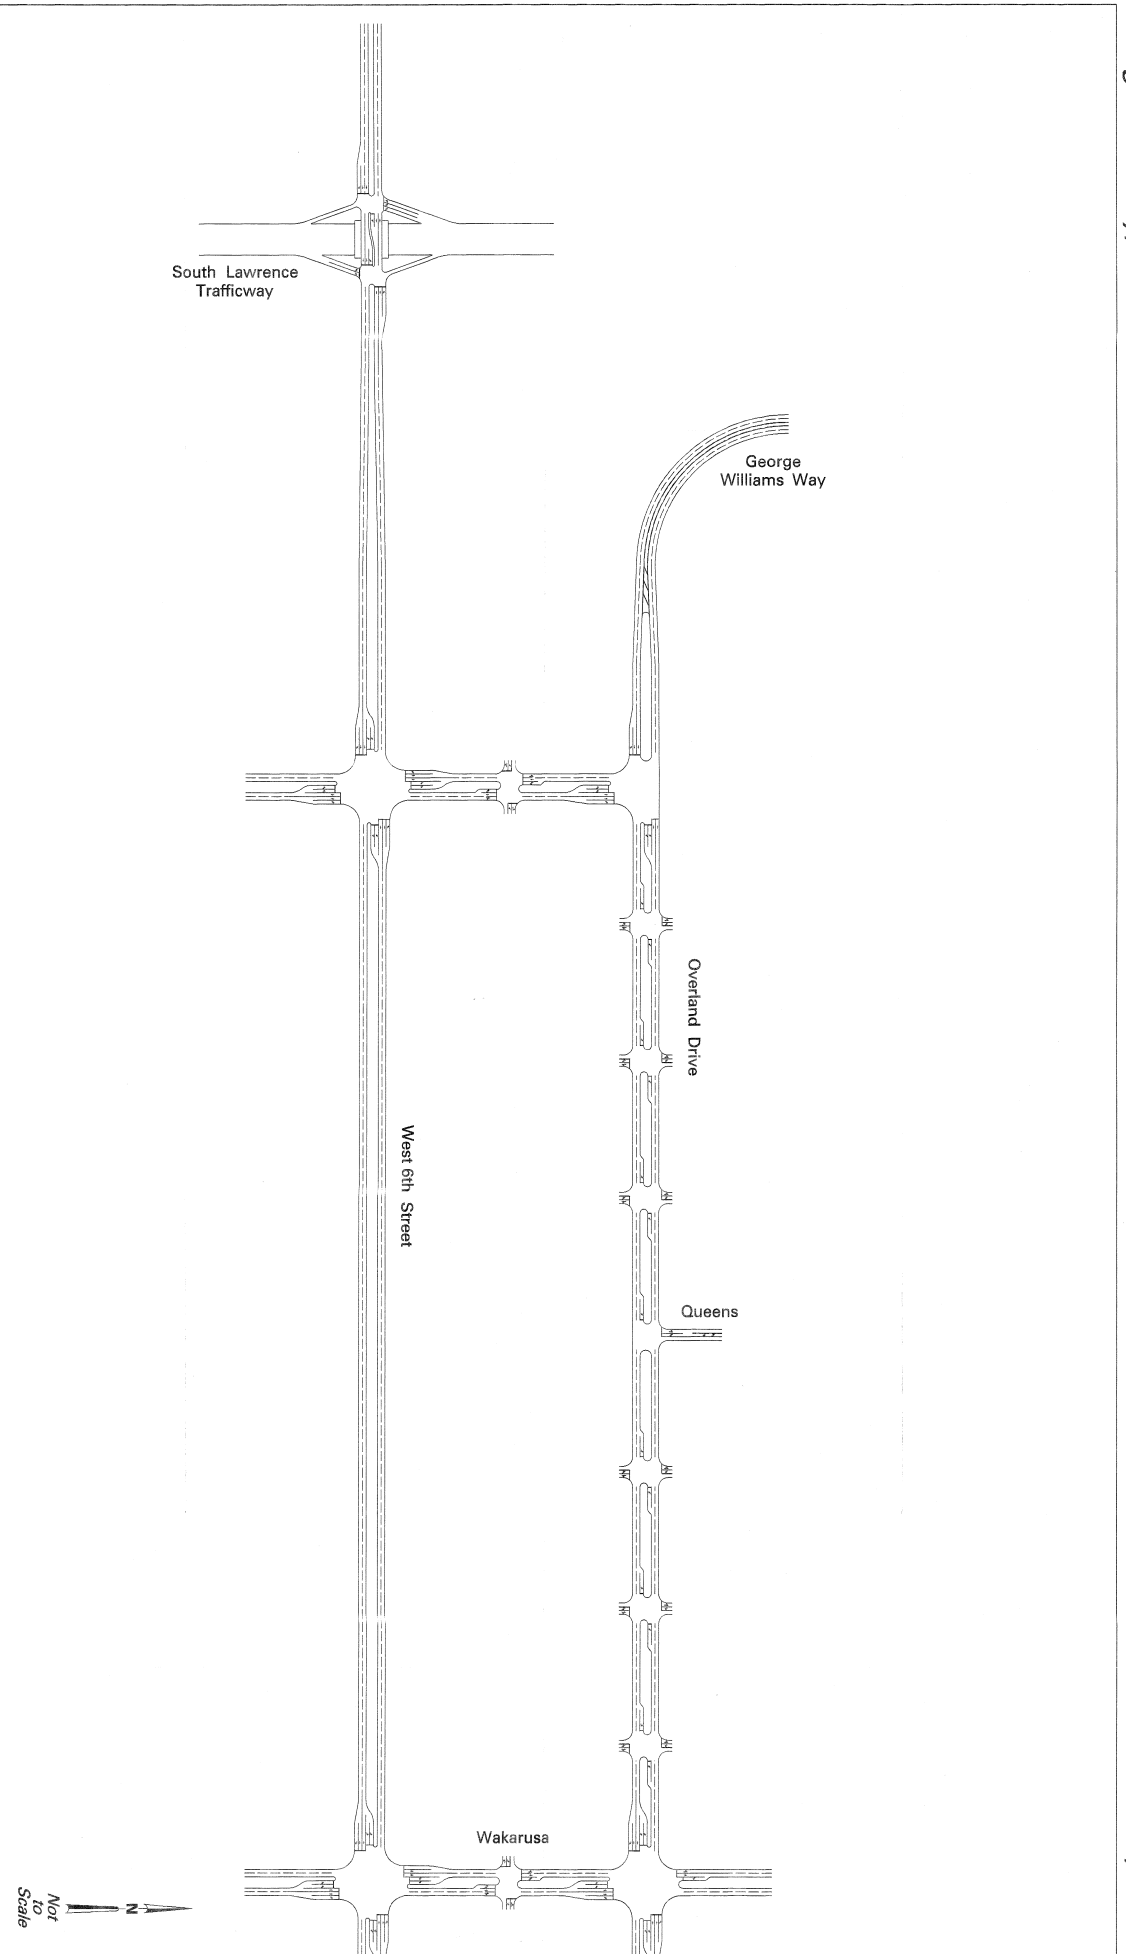 South Lawrence
Trafficway
George
Williams Way
Overland Drive
West 6th Street
Queens
Wakarusa
N
Not
to
Scale